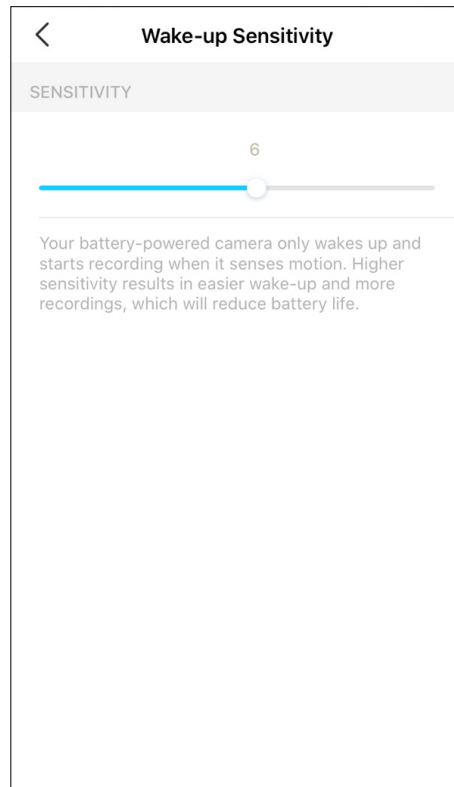 Wake-up Sensitivity
SENSITIVITY
6
Your battery-powered camera only wakes up and
starts recording when it senses motion. Higher
sensitivity results in easier wake-up and more
recordings, which will reduce battery life.